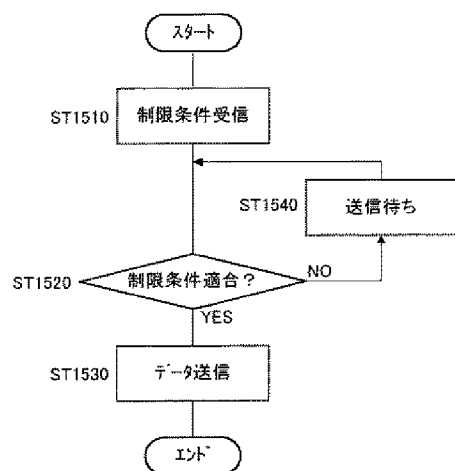 スタート
ST1510
制限条件受信
ST1540
送信待ち
ST1520
制限条件適合？
NO
YES
ST1530
データ送信
エンド